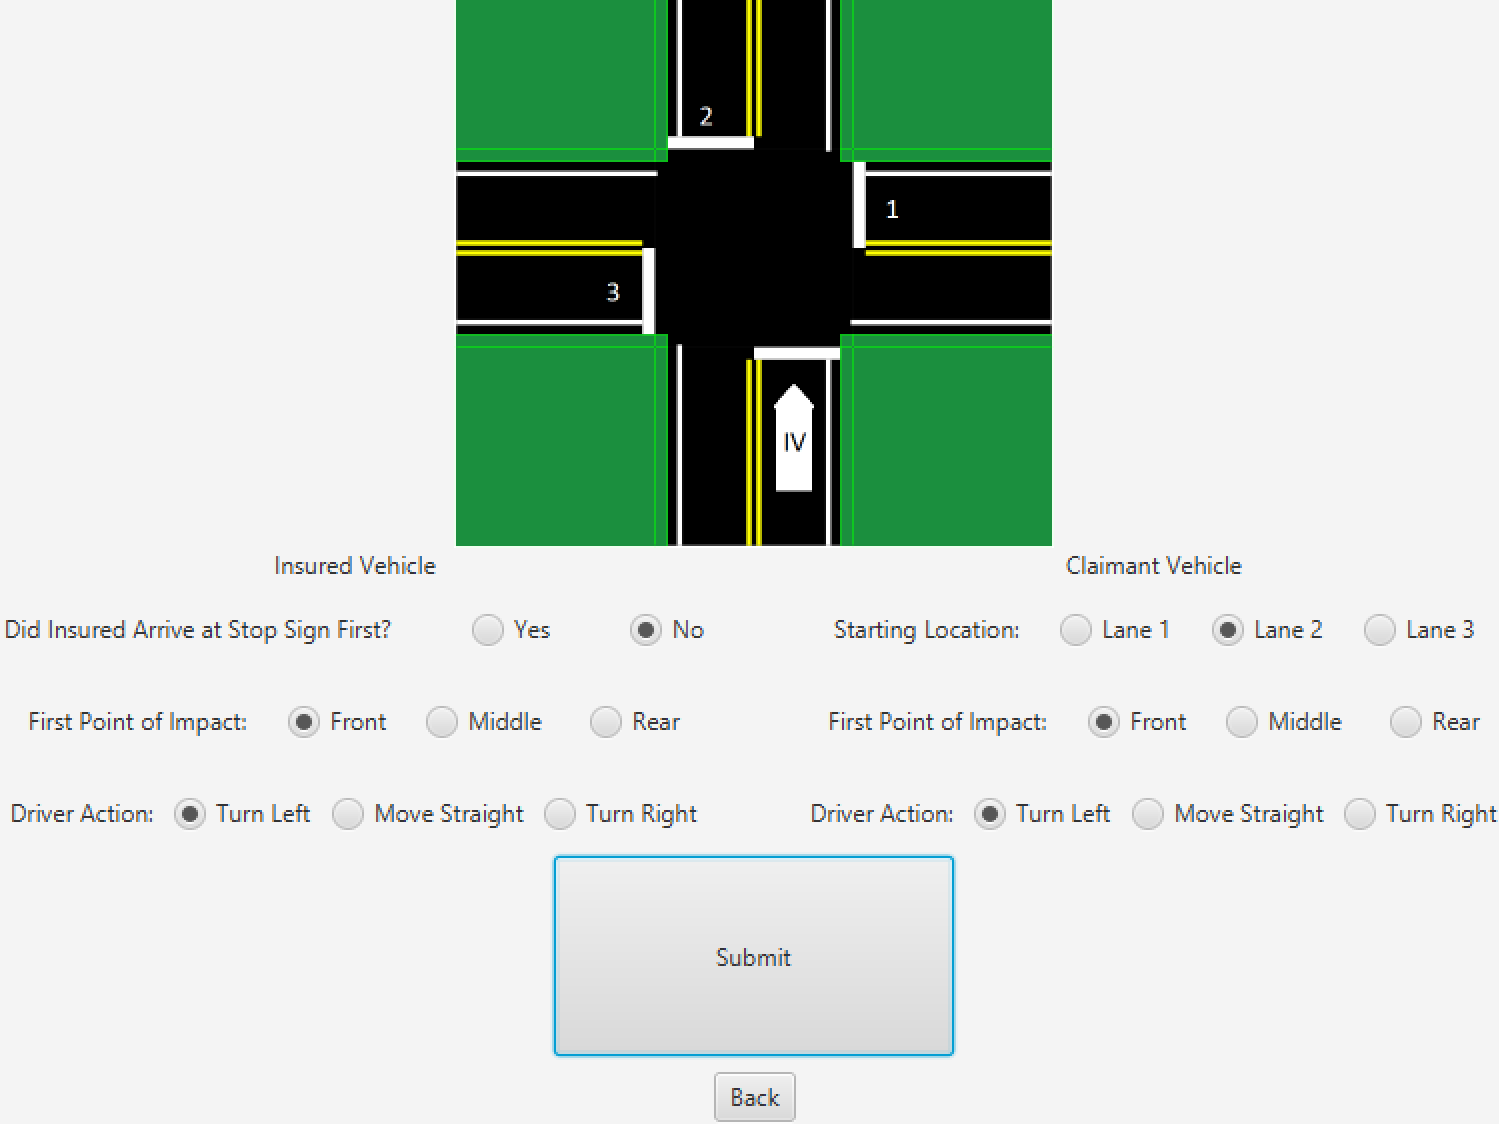 2
1
3
IV
Insured Vehicle Claimant Vehicle
Did Insured Arrive at Stop Sign First? Yes No Starting Location: Lane 1 Lane 2 Lane 3
First Point of Impact: Front Middle Rear First Point of Impact: Front Middle Rear
Driver Action: Turn Left Move Straight Turn Right Driver Action: Turn Left Move Straight Turn Right
Submit
Back